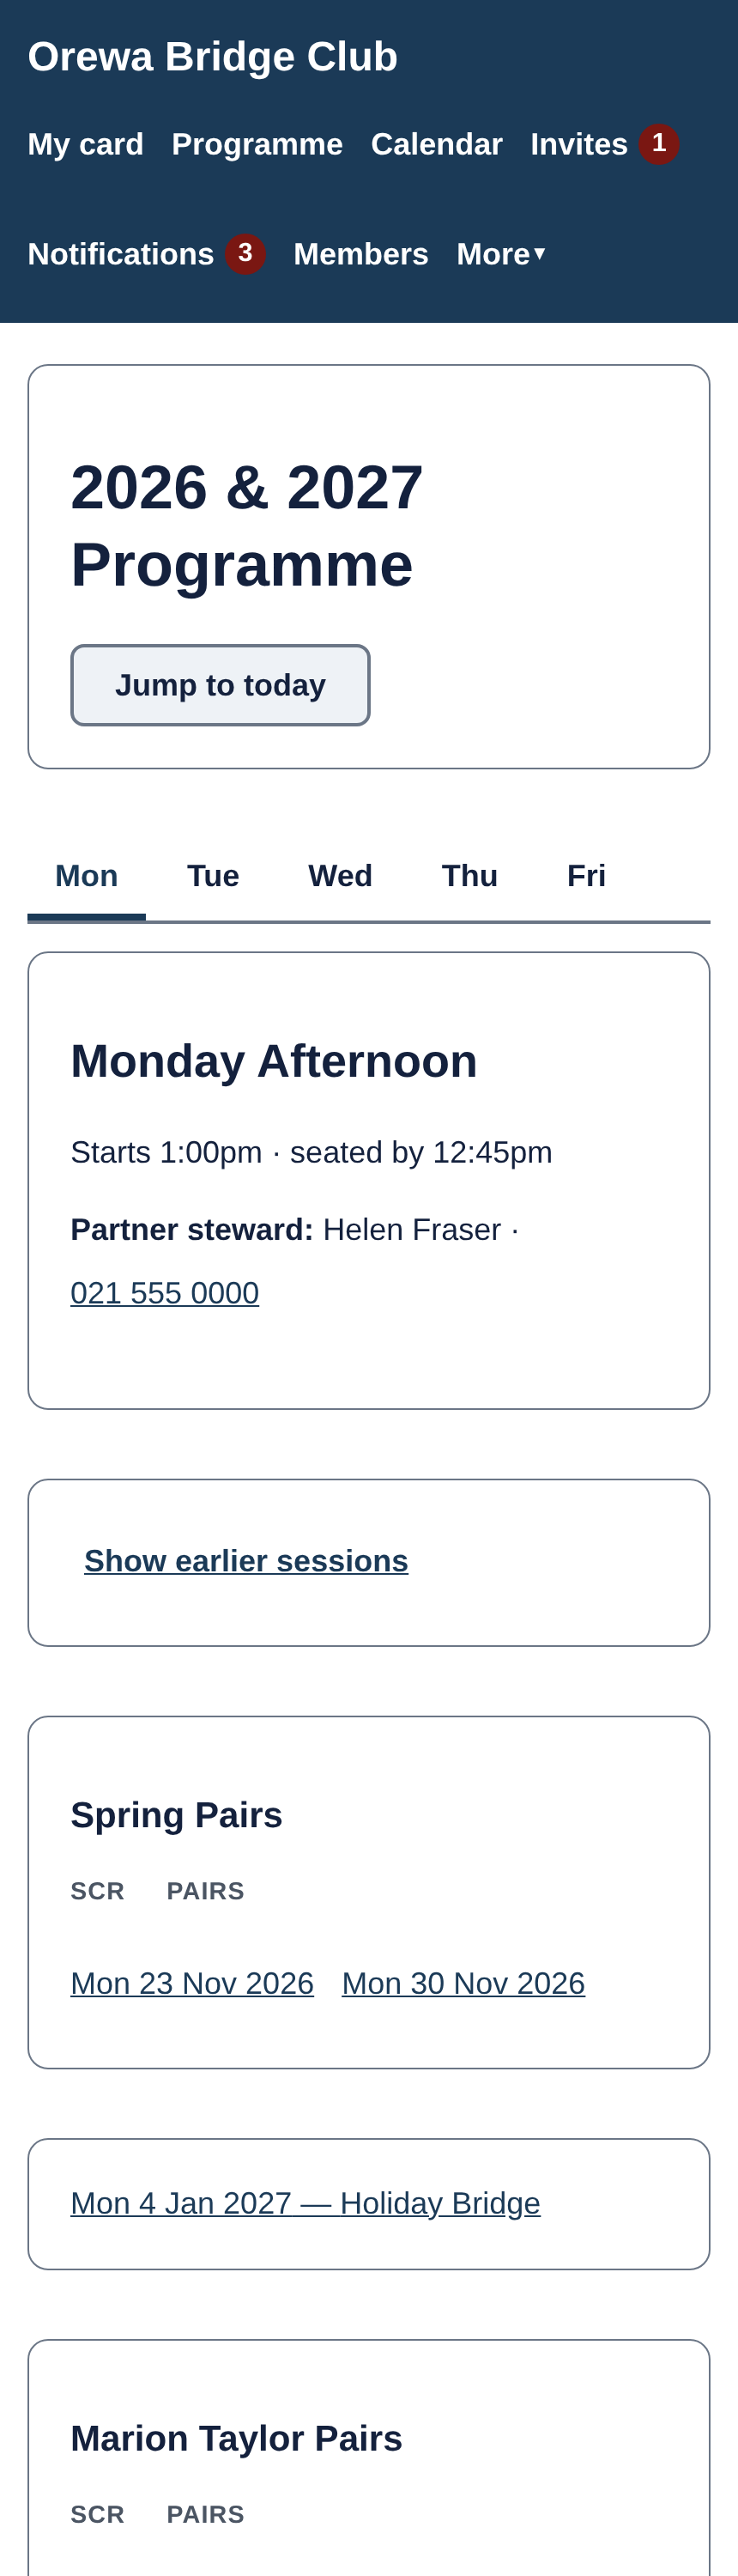 Orewa Bridge Club
My card Programme Calendar Invites 1
Notifications 3 Members More ▾
2026 & 2027
Programme
Jump to today
Mon Tue Wed Thu Fri
Monday Afternoon
Starts 1:00pm · seated by 12:45pm
Partner steward: Helen Fraser ·
021 555 0000
Show earlier sessions
Spring Pairs
SCR PAIRS
Mon 23 Nov 2026 Mon 30 Nov 2026
Mon 4 Jan 2027 — Holiday Bridge
Marion Taylor Pairs
SCR PAIRS